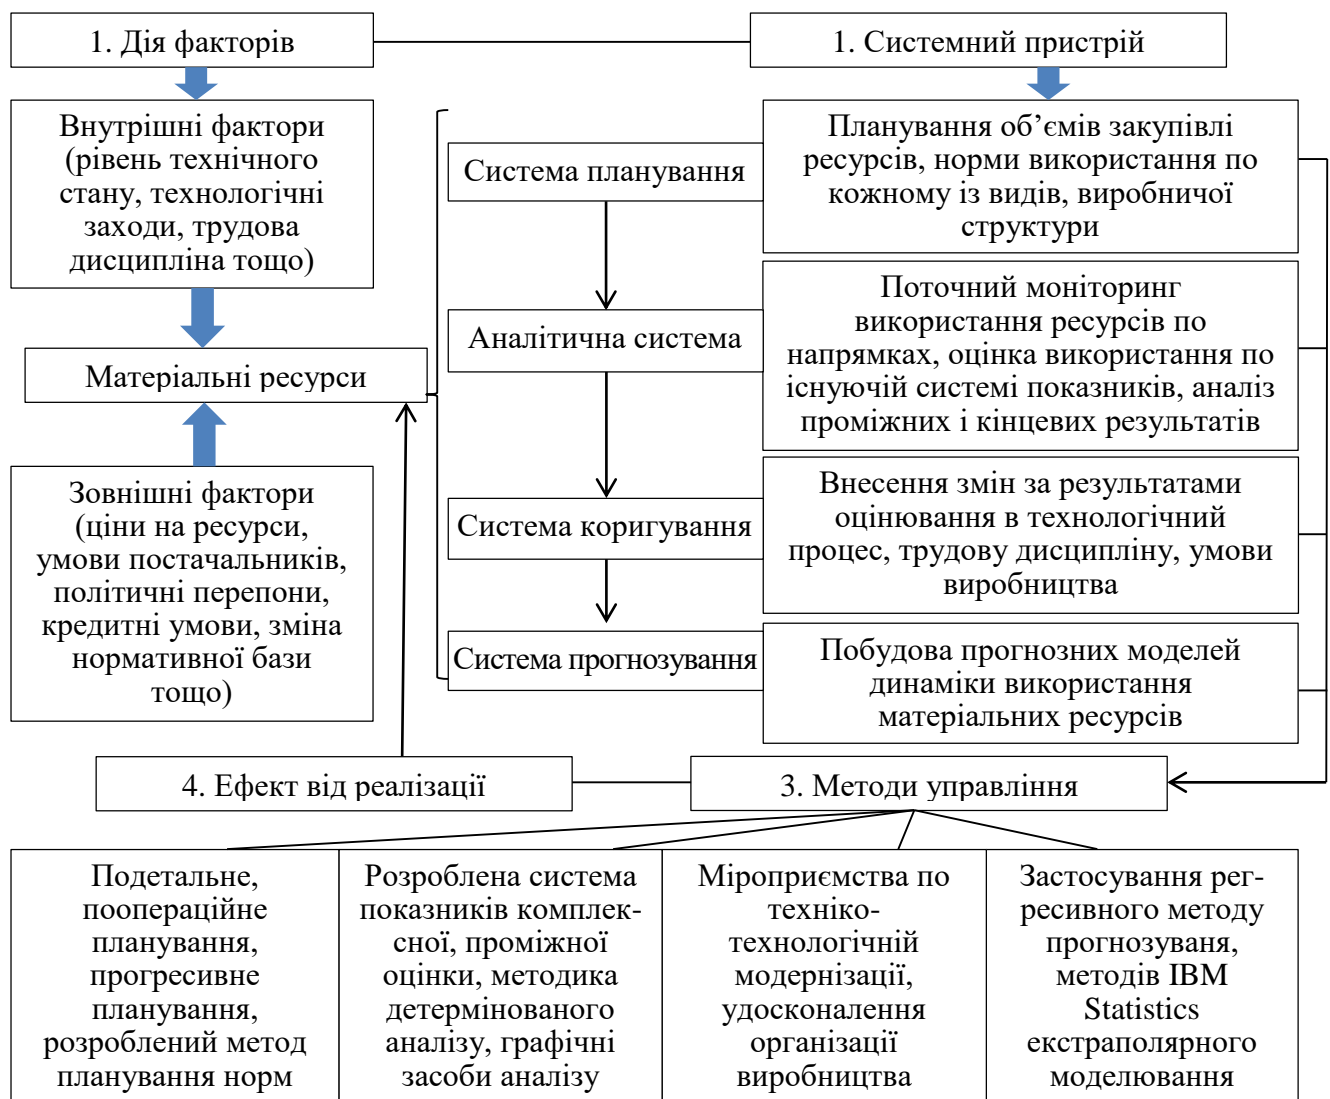 1. Дія факторів
1. Системний пристрій
Внутрішні фактори
(рівень технічного
стану, технологічні
заходи, трудова
дисципліна тощо)
Матеріальні ресурси
Зовнішні фактори
(ціни на ресурси,
умови постачальників,
політичні перепони,
кредитні умови, зміна
нормативної бази
тощо)
Система планування
Планування об’ємів закупівлі
ресурсів, норми використання по
кожному із видів, виробничої
структури
Аналітична система
Поточний моніторинг
використання ресурсів по
напрямках, оцінка використання по
існуючій системі показників, аналіз
проміжних і кінцевих результатів
Система коригування
Внесення змін за результатами
оцінювання в технологічний
процес, трудову дисципліну, умови
виробництва
Система прогнозування
Побудова прогнозних моделей
динаміки використання
матеріальних ресурсів
4. Ефект від реалізації
3. Методи управління
Подетальне,
поопераційне
планування,
прогресивне
планування,
розроблений метод
планування норм
Розроблена система
показників комплек-
сної, проміжної
оцінки, методика
детермінованого
аналізу, графічні
засоби аналізу
Міроприємства по
техніко-
технологічній
модернізації,
удосконалення
організації
виробництва
Застосування рег-
ресивного методу
прогнозуваня,
методів IBM
Statistics
екстраполярного
моделювання